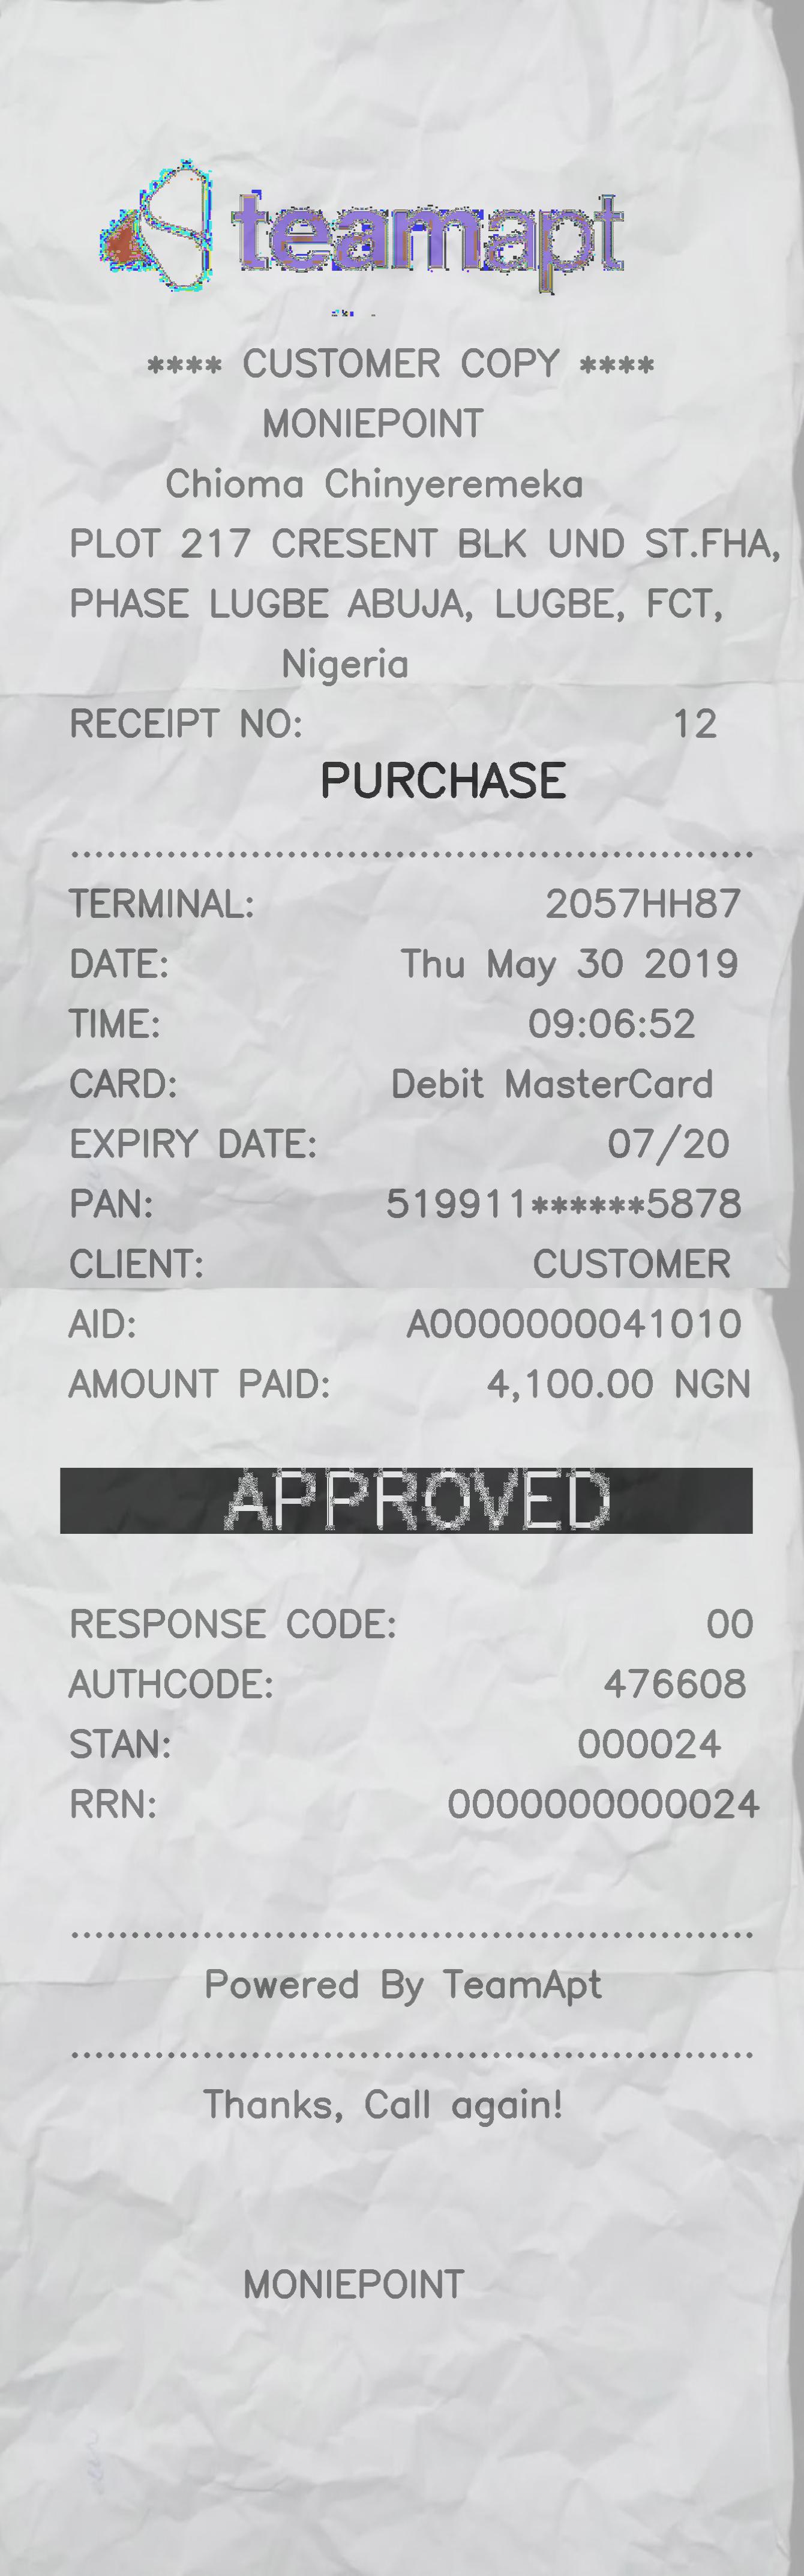 teamapt
**** CUSTOMER COPY ****
MONIEPOINT
Chioma Chinyeremeka
PLOT 217 CRESENT BLK UND ST.FHA,
PHASE LUGBE ABUJA, LUGBE, FCT,
Nigeria
RECEIPT NO: 12
PURCHASE
TERMINAL: 2057HH87
DATE: Thu May 30 2019
TIME: 09:06:52
CARD: Debit MasterCard
EXPIRY DATE: 07/20
PAN: 519911******5878
CLIENT: CUSTOMER
AID: A0000000041010
AMOUNT PAID: 4,100.00 NGN
APPROVED
RESPONSE CODE: 00
AUTHCODE: 476608
STAN: 000024
RRN: 0000000000024
Powered By TeamApt
Thanks, Call again!
MONIEPOINT